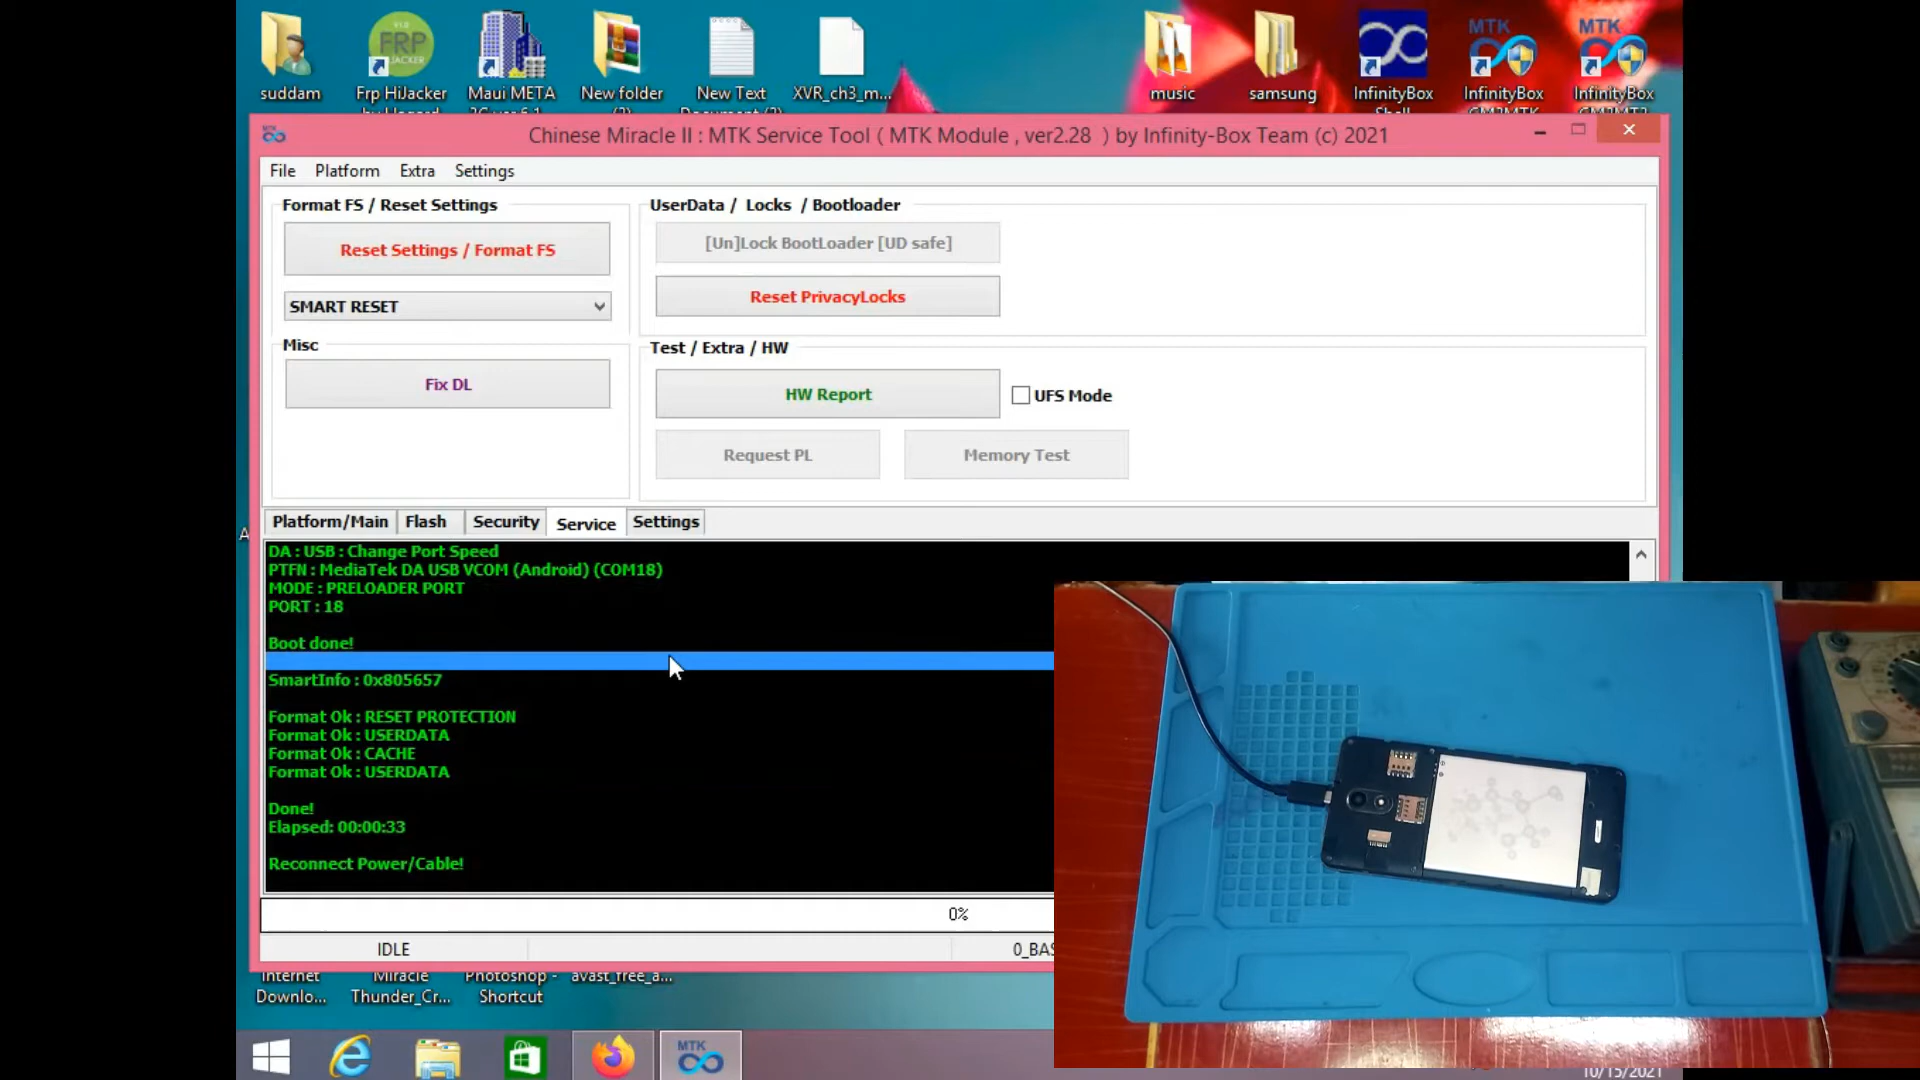 suddam
FRP
Frp HiJacker
Maui META
New folder
New Text
XVR_ch3_m...
music
samsung
InfinityBox
MTK
InfinityBox
MTK
InfinityBox
Chinese Miracle II : MTK Service Tool ( MTK Module , ver2.28 ) by Infinity-Box Team (c) 2021
File Platform Extra Settings
Format FS / Reset Settings
Reset Settings / Format FS
SMART RESET
Misc
Fix DL
UserData / Locks / Bootloader
[Un]Lock BootLoader [UD safe]
Reset PrivacyLocks
Test / Extra / HW
HW Report
UFS Mode
Request PL
Memory Test
Platform/Main Flash Security Service Settings
DA : USB : Change Port Speed
PTFN : MediaTek DA USB VCOM (Android) (COM18)
MODE : PRELOADER PORT
PORT : 18
Boot done!
SmartInfo : 0x805657
Format Ok : RESET PROTECTION
Format Ok : USERDATA
Format Ok : CACHE
Format Ok : USERDATA
Done!
Elapsed: 00:00:33
Reconnect Power/Cable!
0%
IDLE
0_BAS
Internet
Downlo...
Miracle
Thunder_Cr...
Photoshop -
Shortcut
avast_free_a...
MTK
10/15/2021